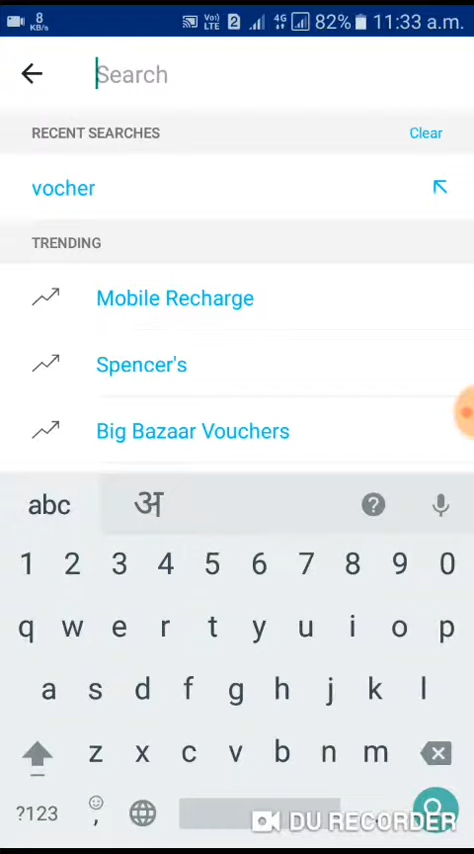 8 KB/s Vo) LTE 2 4G 82% 11:33 a.m.
Search
RECENT SEARCHES Clear
vocher
TRENDING
Mobile Recharge
Spencer's
Big Bazaar Vouchers
abc अ ?
1 2 3 4 5 6 7 8 9 0
q w e r t y u i o p
a s d f g h j k l
z x c v b n m
?123 , DU RECORDER